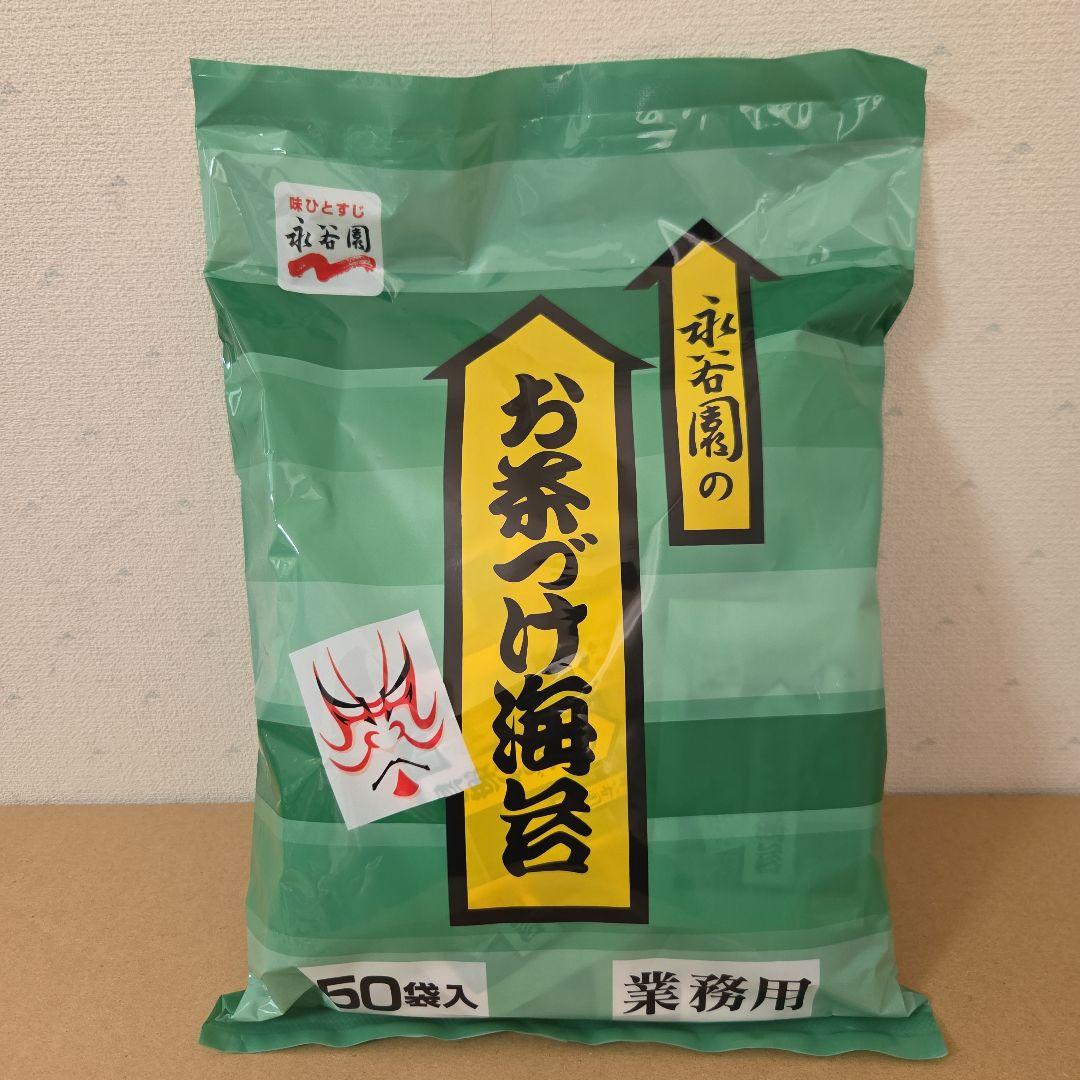 味ひとすじ
永谷園
永谷園の
お茶づけ海苔
50袋入
業務用